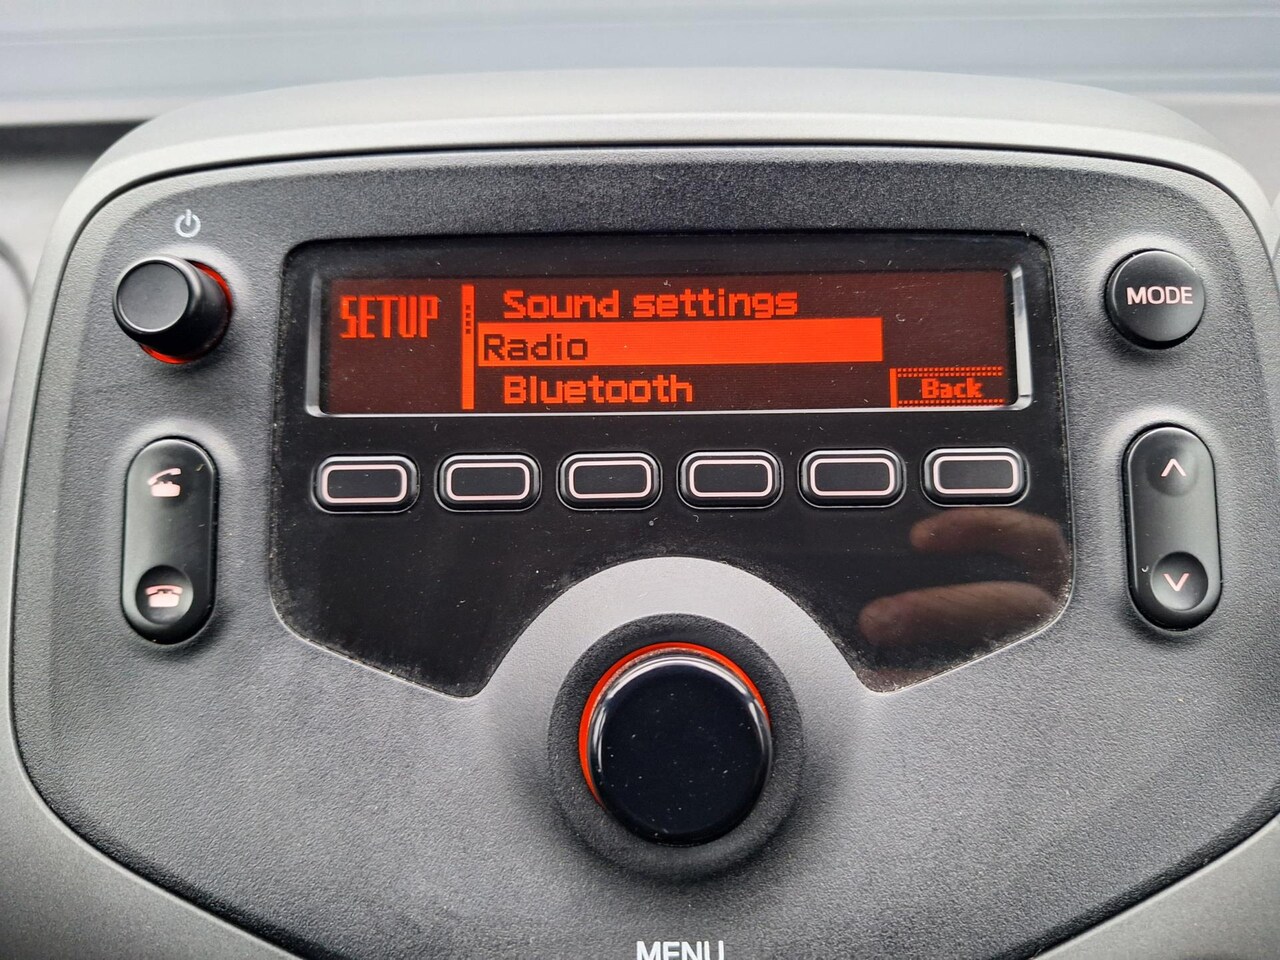 SETUP
Sound settings
Radio
Bluetooth
Back
MODE
MENU